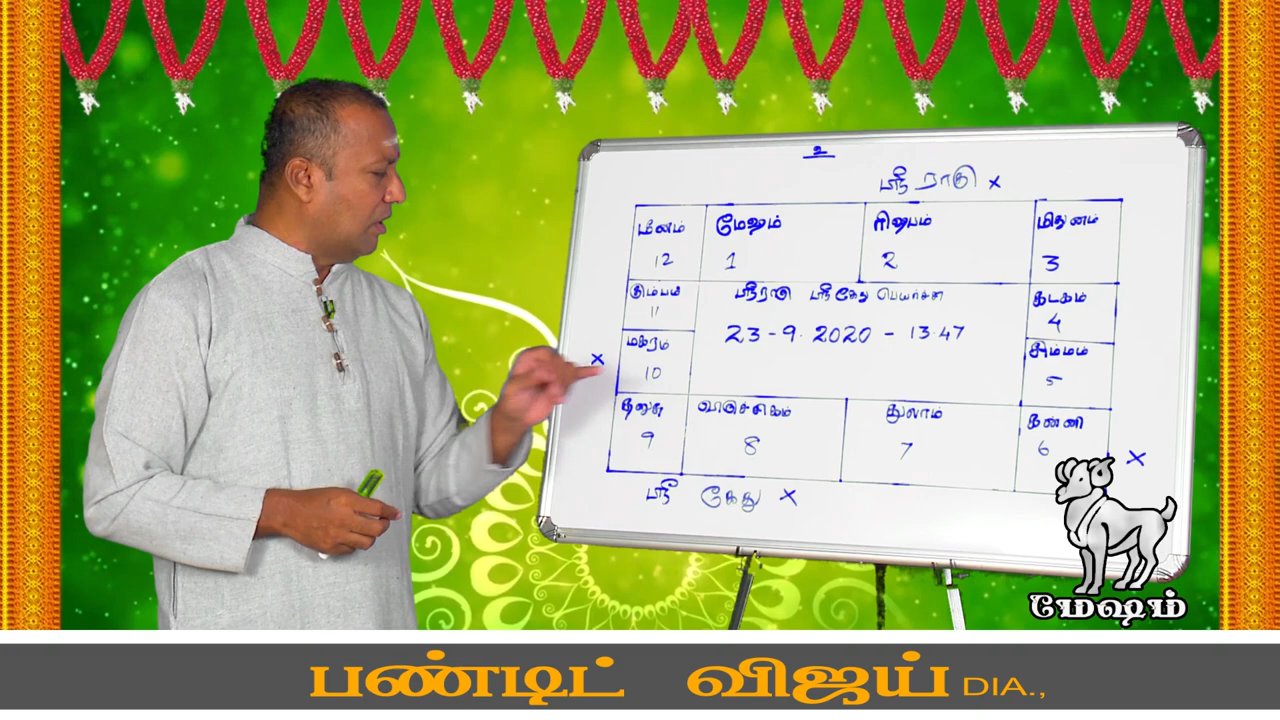 உ
ஸ்ரீ ராகு x
மீனம் மேஷம் ரிஷபம் மிதுனம்
12 1 2 3
கும்பம் ஸ்ரீராகு ஸ்ரீகேது பெயர்ச்சி கடகம்
11 23-9-2020 - 13.47 4
x மகரம் சிம்மம்
10 5
தனுசு விருச்சிகம் துலாம் கன்னி
9 8 7 6 x
ஸ்ரீ கேது x
மேஷம்
பண்டிட் விஜய் DIA.,